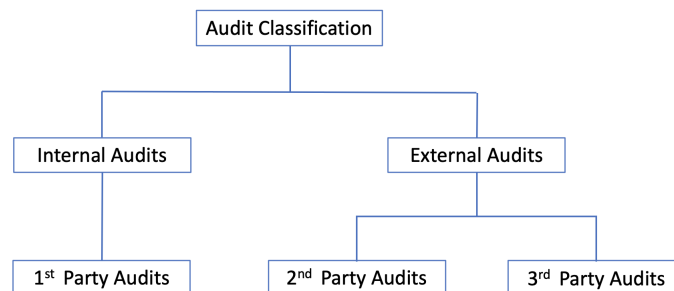 Audit Classification
Internal Audits
External Audits
1st Party Audits
2nd Party Audits
3rd Party Audits